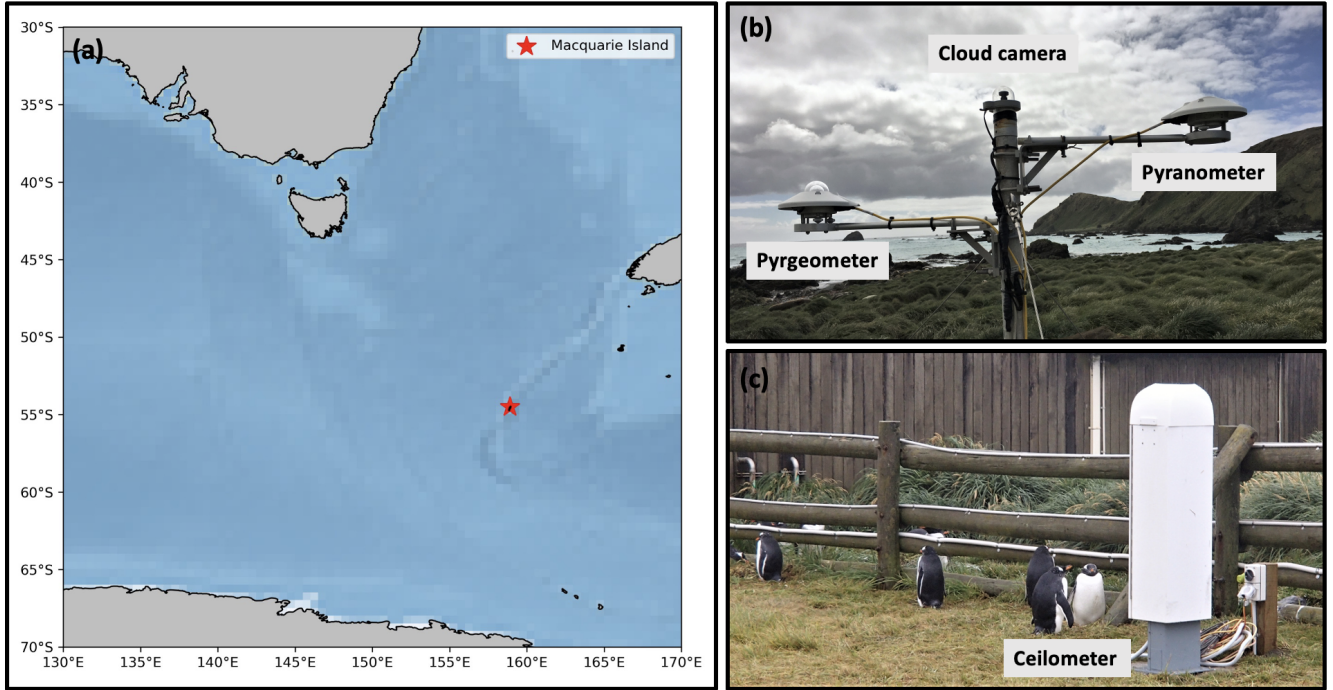 (a)
Macquarie Island
30°S
35°S
40°S
45°S
50°S
55°S
60°S
65°S
70°S
130°E
135°E
140°E
145°E
150°E
155°E
160°E
165°E
170°E
(b)
Cloud camera
Pyranometer
Pyrgeometer
(c)
Ceilometer